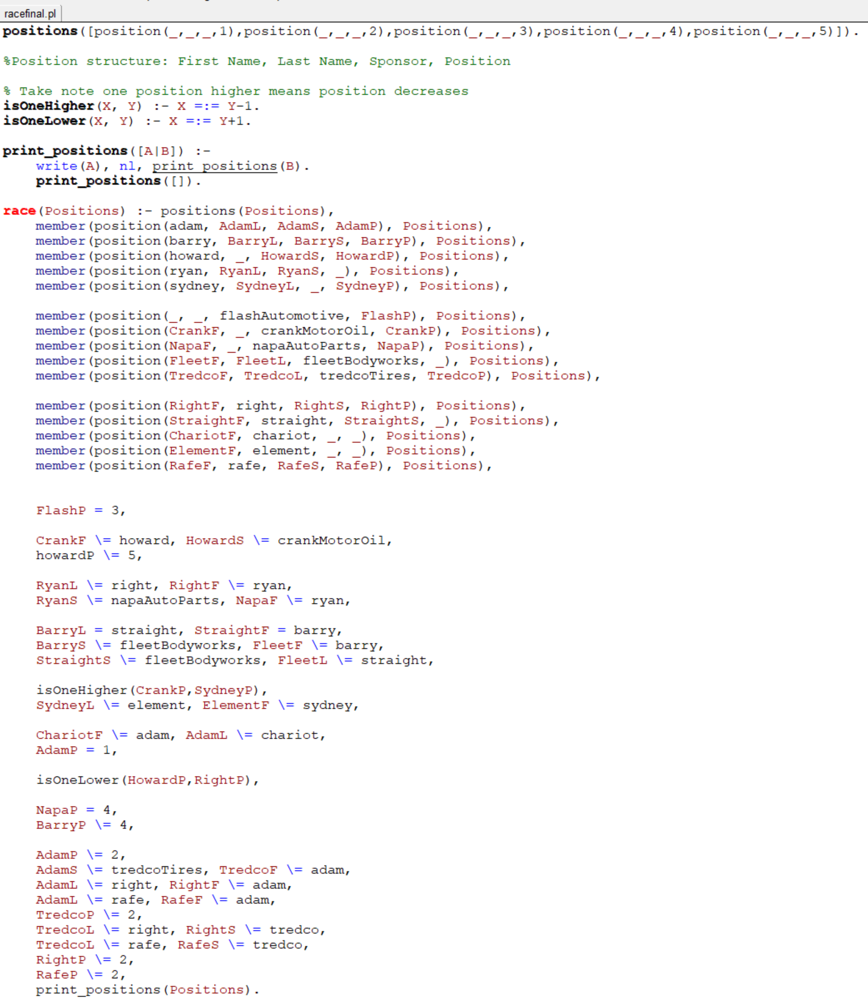 racefinal.pl
positions([position(_,_,_,1),position(_,_,_,2),position(_,_,_,3),position(_,_,_,4),position(_,_,_,5)]).

%Position structure: First Name, Last Name, Sponsor, Position

% Take note one position higher means position decreases
isOneHigher(X, Y) :- X =:= Y-1.
isOneLower(X, Y) :- X =:= Y+1.

print_positions([A|B]) :-
    write(A), nl, print_positions(B).
    print_positions([]).

race(Positions) :- positions(Positions),
    member(position(adam, AdamL, AdamS, AdamP), Positions),
    member(position(barry, BarryL, BarryS, BarryP), Positions),
    member(position(howard, _, HowardS, HowardP), Positions),
    member(position(ryan, RyanL, RyanS, _), Positions),
    member(position(sydney, SydneyL, _, SydneyP), Positions),

    member(position(_, _, flashAutomotive, FlashP), Positions),
    member(position(CrankF, _, crankMotorOil, CrankP), Positions),
    member(position(NapaF, _, napaAutoParts, NapaP), Positions),
    member(position(FleetF, FleetL, fleetBodyworks, _), Positions),
    member(position(TredcoF, TredcoL, tredcoTires, TredcoP), Positions),

    member(position(RightF, right, RightS, RightP), Positions),
    member(position(StraightF, straight, StraightS, _), Positions),
    member(position(ChariotF, chariot, _, _), Positions),
    member(position(ElementF, element, _, _), Positions),
    member(position(RafeF, rafe, RafeS, RafeP), Positions),

    FlashP = 3,

    CrankF \= howard, HowardS \= crankMotorOil,
    howardP \= 5,

    RyanL \= right, RightF \= ryan,
    RyanS \= napaAutoParts, NapaF \= ryan,

    BarryL = straight, StraightF = barry,
    BarryS \= fleetBodyworks, FleetF \= barry,
    StraightS \= fleetBodyworks, FleetL \= straight,

    isOneHigher(CrankP,SydneyP),
    SydneyL \= element, ElementF \= sydney,

    ChariotF \= adam, AdamL \= chariot,
    AdamP = 1,

    isOneLower(HowardP,RightP),

    NapaP = 4,
    BarryP \= 4,

    AdamP \= 2,
    AdamS \= tredcoTires, TredcoF \= adam,
    AdamL \= right, RightF \= adam,
    AdamL \= rafe, RafeF \= adam,
    TredcoP \= 2,
    TredcoL \= right, RightS \= tredco,
    TredcoL \= rafe, RafeS \= tredco,
    RightP \= 2,
    RafeP \= 2,
    print_positions(Positions).